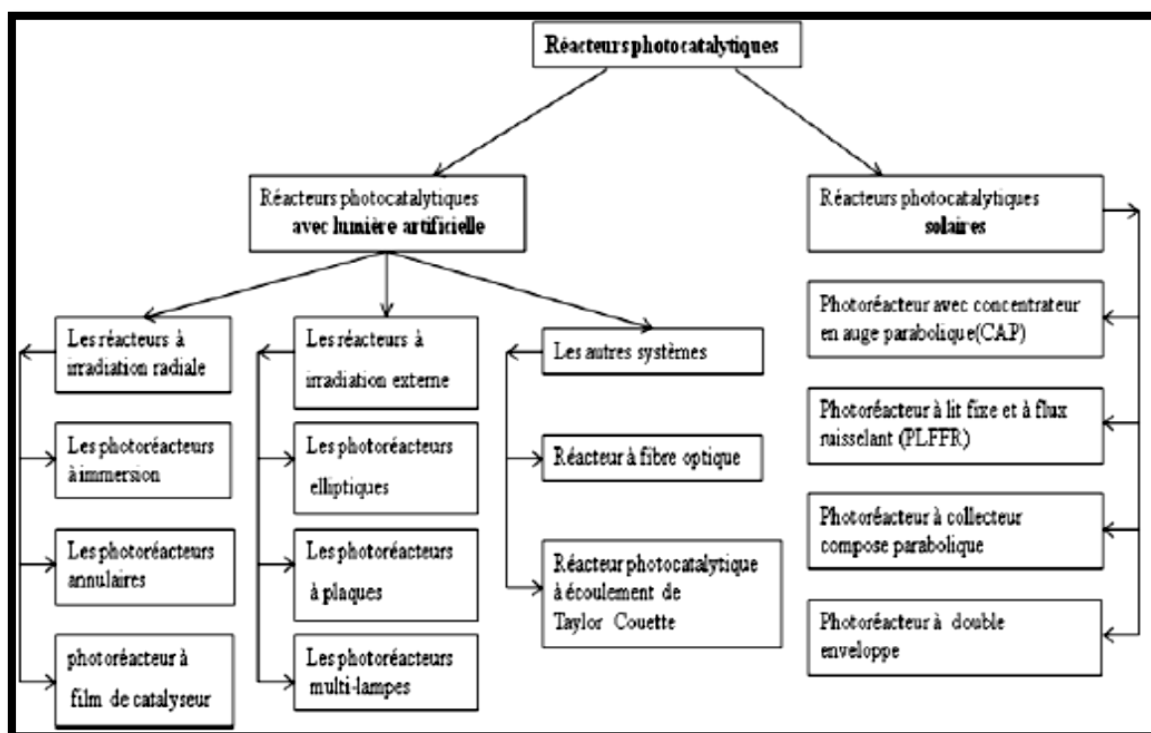 Réacteurs photocatalytiques
Réacteurs photocatalytiques
avec lumière artificielle
Réacteurs photocatalytiques
solaires
Les réacteurs à
irradiation radiale
Les photoréacteurs
à immersion
Les photoréacteurs
annulaires
photoréacteur à
film de catalyseur
Les réacteurs à
irradiation externe
Les photoréacteurs
elliptiques
Les photoréacteurs
à plaques
Les photoréacteurs
multi-lampes
Les autres systèmes
Réacteur à fibre optique
Réacteur photocatalytique
à écoulement de
Taylor Couette
Photoréacteur avec concentrateur
en auge parabolique(CAP)
Photoréacteur à lit fixe et à flux
ruisselant (PLFFR)
Photoréacteur à collecteur
compose parabolique
Photoréacteur à double
enveloppe